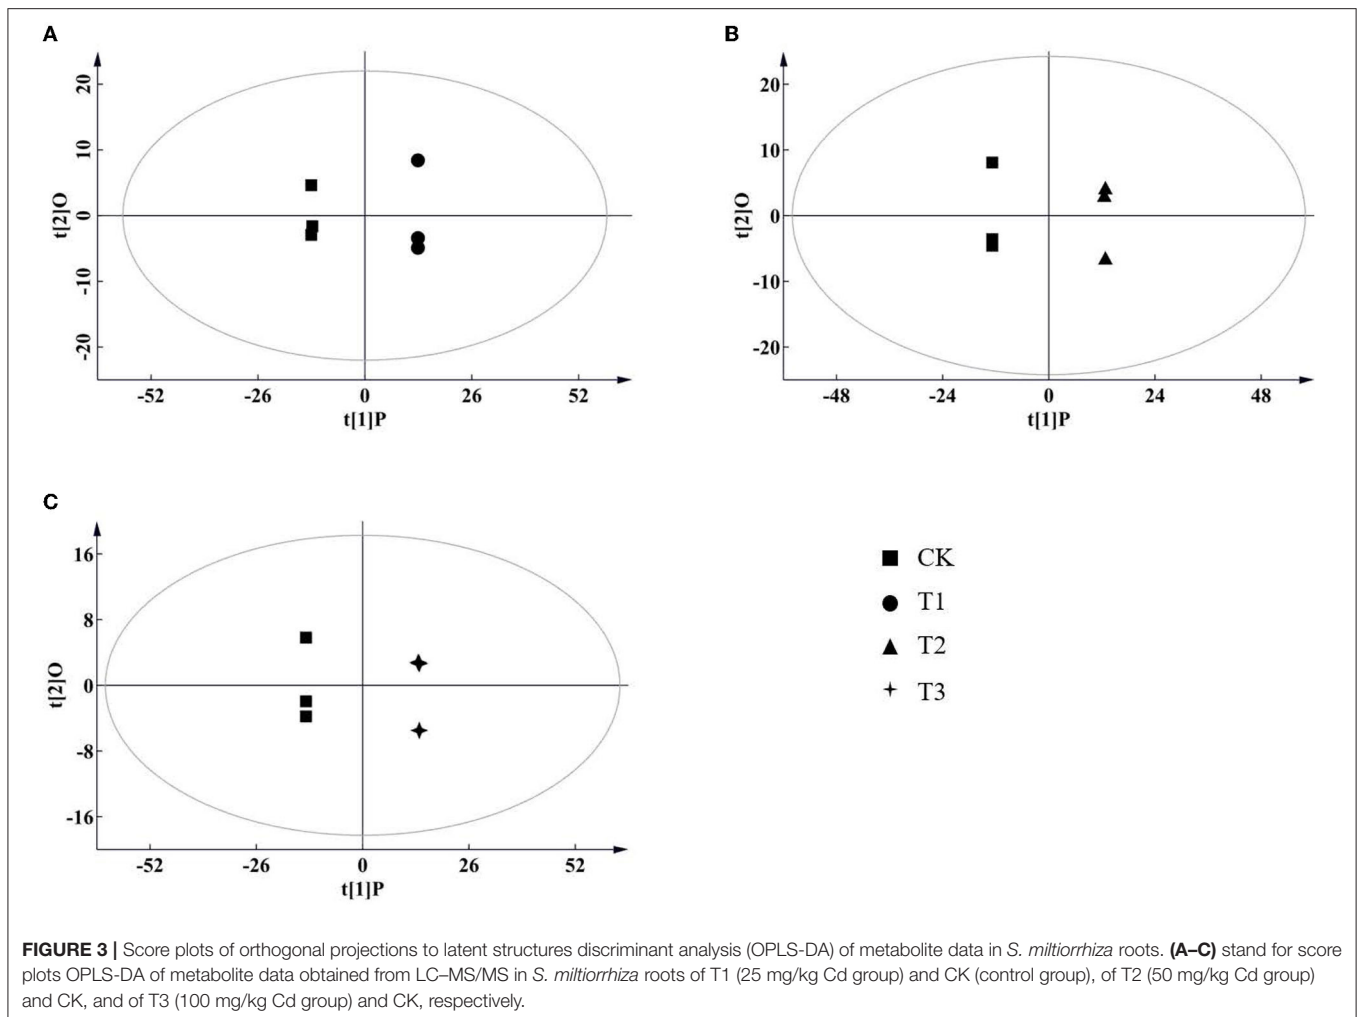 A
20
10
0
-10
-20
t[2]O
-52 -26 0 26 52
t[1]P
B
20
10
0
-10
-20
t[2]O
-48 -24 0 24 48
t[1]P
C
16
8
0
-8
-16
t[2]O
-52 -26 0 26 52
t[1]P
CK
T1
T2
T3
FIGURE 3 | Score plots of orthogonal projections to latent structures discriminant analysis (OPLS-DA) of metabolite data in S. miltiorrhiza roots. (A–C) stand for score
plots OPLS-DA of metabolite data obtained from LC–MS/MS in S. miltiorrhiza roots of T1 (25 mg/kg Cd group) and CK (control group), of T2 (50 mg/kg Cd group)
and CK, and of T3 (100 mg/kg Cd group) and CK, respectively.